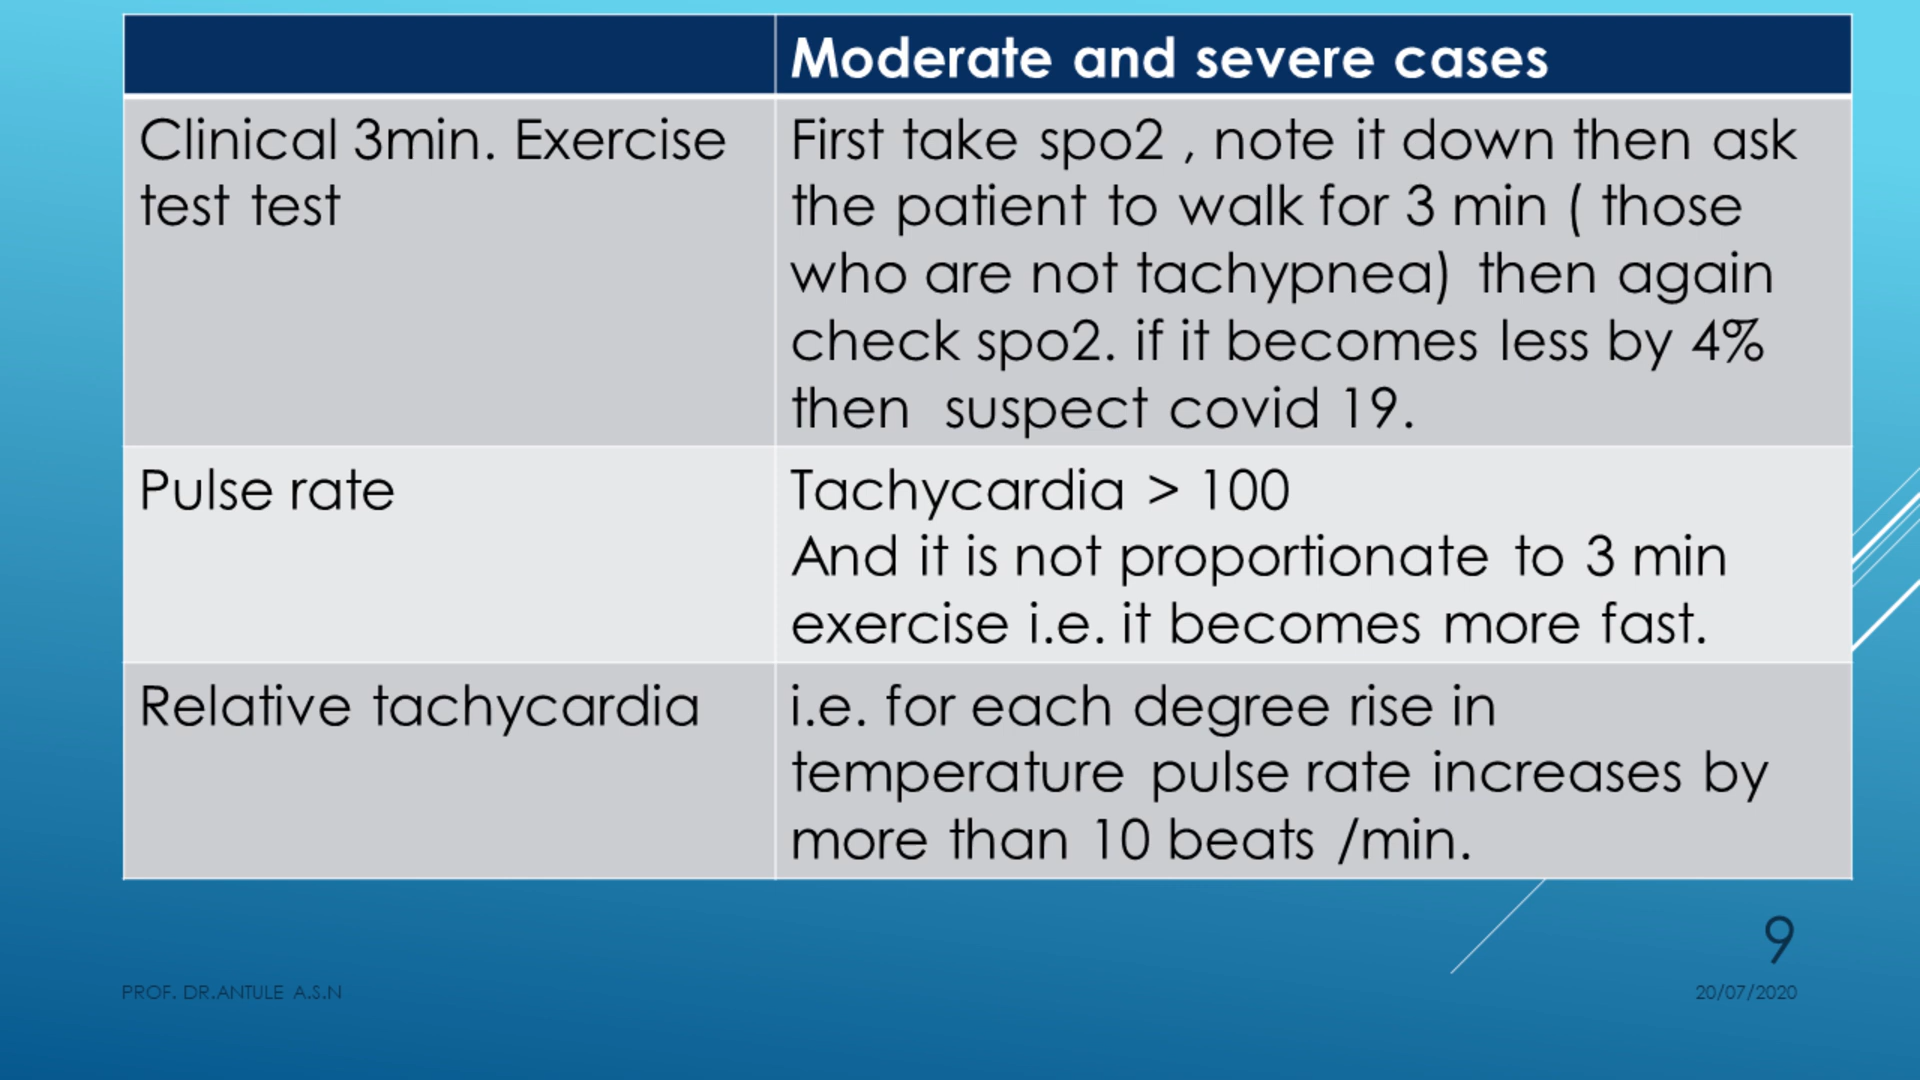 Moderate and severe cases
Clinical 3min. Exercise
test test
First take spo2 , note it down then ask
the patient to walk for 3 min ( those
who are not tachypnea) then again
check spo2. if it becomes less by 4%
then suspect covid 19.
Pulse rate
Tachycardia > 100
And it is not proportionate to 3 min
exercise i.e. it becomes more fast.
Relative tachycardia
i.e. for each degree rise in
temperature pulse rate increases by
more than 10 beats /min.
9
PROF. DR.ANTULE A.S.N
20/07/2020